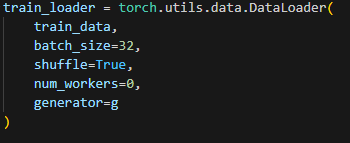 train_loader = torch.utils.data.DataLoader(
    train_data,
    batch_size=32,
    shuffle=True,
    num_workers=0,
    generator=g
)